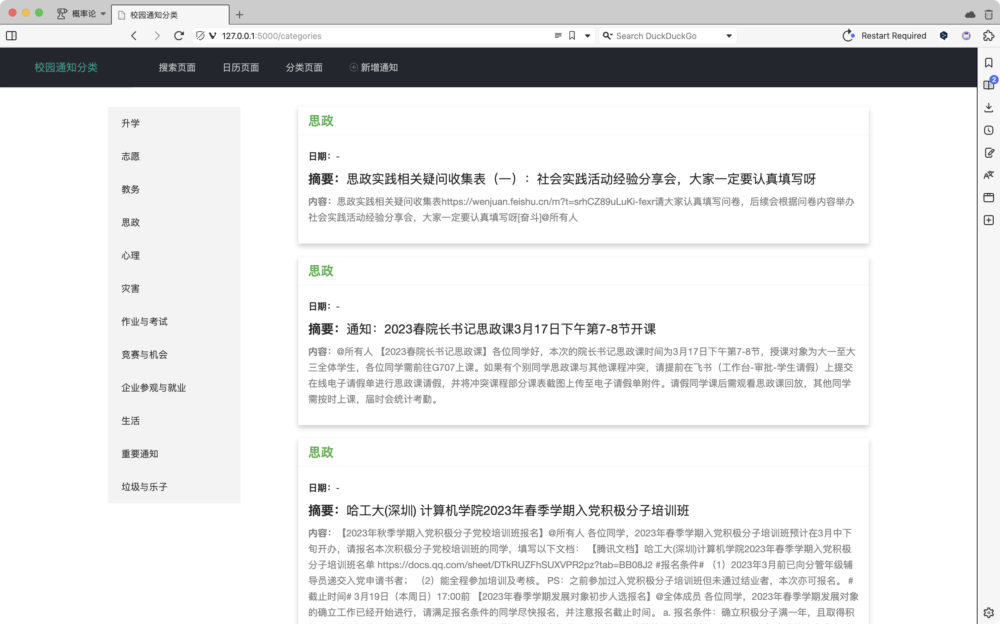 概率论
校园通知分类
127.0.0.1:5000/categories
Search DuckDuckGo
Restart Required
2
校园通知分类
搜索页面
日历页面
分类页面
新增通知
升学
志愿
教务
思政
心理
灾害
作业与考试
竞赛与机会
企业参观与就业
生活
重要通知
垃圾与乐子
思政
日期：-
摘要：思政实践相关疑问收集表（一）：社会实践活动经验分享会，大家一定要认真填写呀
内容：思政实践相关疑问收集表https://wenjuan.feishu.cn/m?t=srhCZ89uLuKi-fexr请大家认真填写问卷，后续会根据问卷内容举办
社会实践活动经验分享会，大家一定要认真填写呀[奋斗]@所有人
思政
日期：-
摘要：通知：2023春院长书记思政课3月17日下午第7-8节开课
内容：@所有人 【2023春院长书记思政课】各位同学好，本次的院长书记思政课时间为3月17日下午第7-8节，授课对象为大一至大
三全体学生，各位同学需前往G707上课。如果有个别同学思政课与其他课程冲突，请提前在飞书（工作台-审批-学生请假）上提交
在线电子请假单进行思政课请假，并将冲突课程部分课表截图上传至电子请假单附件。请假同学课后需观看思政课回放，其他同学
需按时上课，届时会统计考勤。
思政
日期：-
摘要：哈工大(深圳) 计算机学院2023年春季学期入党积极分子培训班
内容：【2023年秋季学期入党积极分子党校培训班报名】@所有人 各位同学，2023年春季学期入党积极分子培训班预计在3月中下
旬开办，请报名本次积极分子党校培训班的同学，填写以下文档： 【腾讯文档】哈工大(深圳)计算机学院2023年春季学期入党积极
分子培训班名单 https://docs.qq.com/sheet/DTkRUZFhSUXVPR2pz?tab=BB08J2 #报名条件# （1）2023年3月前已向分管年级辅
导员递交入党申请书者； （2）能全程参加培训及考核。 PS：之前参加过入党积极分子培训班但未通过结业者，本次亦可报名。 #
截止时间# 3月19日（本周日）17:00前 【2023年春季学期发展对象初步人选报名】@全体成员 各位同学，2023年春季学期发展对象
的确立工作已经开始进行，请满足报名条件的同学尽快报名，并注意报名截止时间。 a. 报名条件：确立积极分子满一年，且取得积